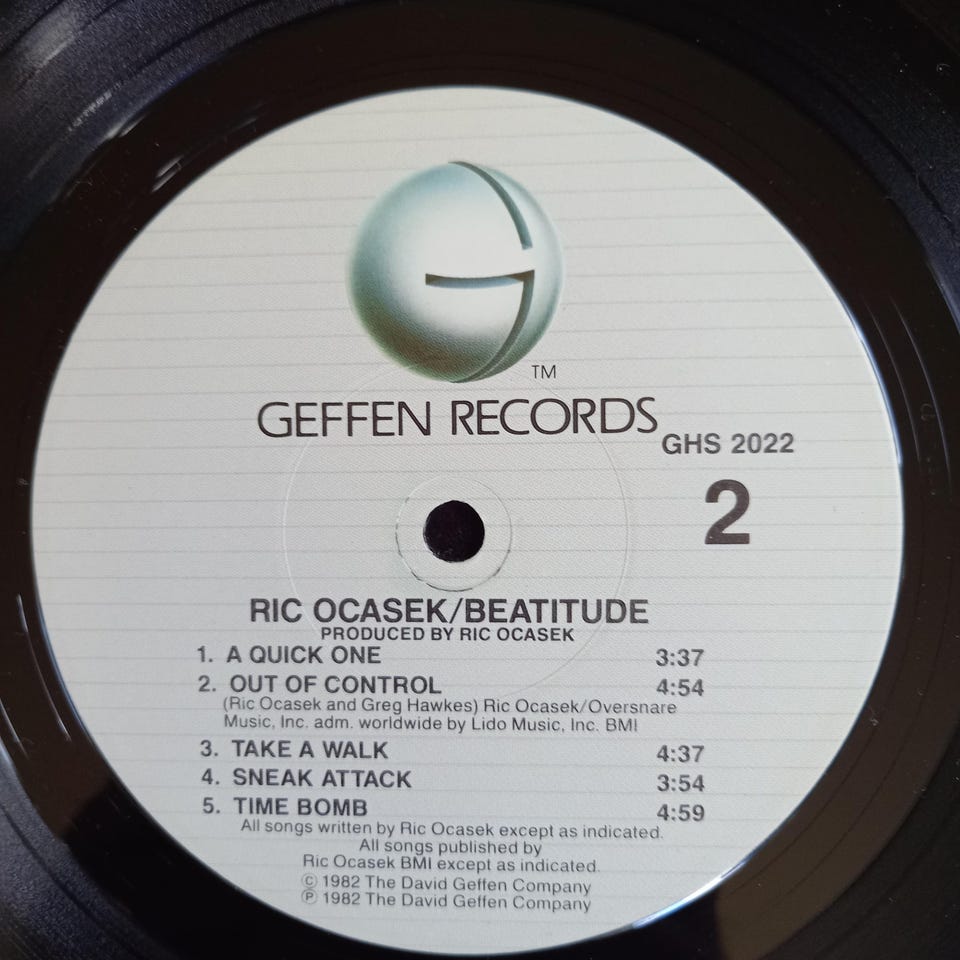 TM
GEFFEN RECORDS
GHS 2022
2
RIC OCASEK/BEATITUDE
PRODUCED BY RIC OCASEK
1. A QUICK ONE 3:37
2. OUT OF CONTROL 4:54
(Ric Ocasek and Greg Hawkes) Ric Ocasek/Oversnare
Music, Inc. adm. worldwide by Lido Music, Inc. BMI
3. TAKE A WALK 4:37
4. SNEAK ATTACK 3:54
5. TIME BOMB 4:59
All songs written by Ric Ocasek except as indicated.
All songs published by
Ric Ocasek BMI except as indicated.
© 1982 The David Geffen Company
℗ 1982 The David Geffen Company